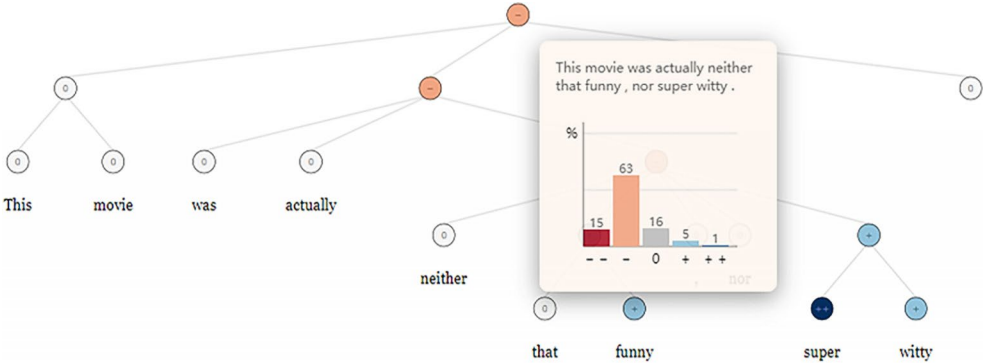 −
This movie was actually neither
that funny , nor super witty .
0
−
0
%
0
0
0
0
63
This
movie
was
actually
15
16
5
1
0
+
− −
−
0
+
+ +
neither
nor
0
+
++
+
that
funny
super
witty